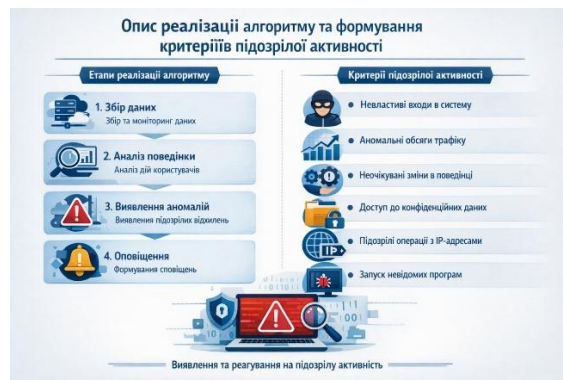 Опис реалізації алгоритму та формування
критеріїїв підозрілої активності
Етапи реалізації алгоритму
1. Збір даних
Збір та моніторинг даних
2. Аналіз поведінки
Аналіз дій користувачів
3. Виявлення аномалій
Виявлення підозрілих відхилень
4. Оповіщення
Формування сповіщень
Критерії підозрілої активності
• Невластиві входи в систему
• Аномальні обсяги трафіку
• Неочікувані зміни в поведінці
• Доступ до конфіденційних даних
• Підозрілі операції з IP-адресами
IP
• Запуск невідомих програм
Виявлення та реагування на підозрілу активність